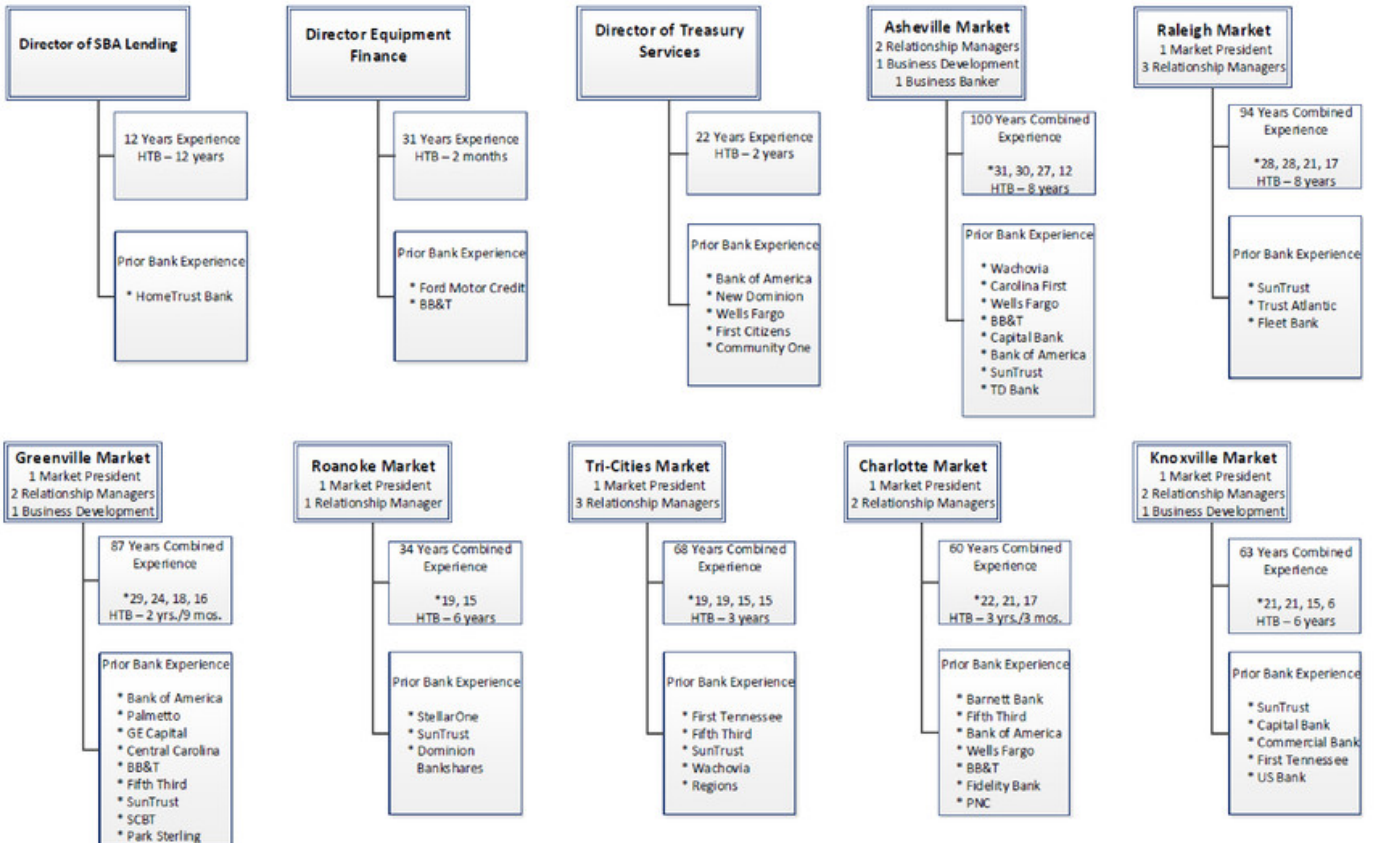 Director of SBA Lending
12 Years Experience
HTB – 12 years
Prior Bank Experience
* HomeTrust Bank
Director Equipment
Finance
31 Years Experience
HTB – 2 months
Prior Bank Experience
* Ford Motor Credit
* BB&T
Director of Treasury
Services
22 Years Experience
HTB – 2 years
Prior Bank Experience
* Bank of America
* New Dominion
* Wells Fargo
* First Citizens
* Community One
Asheville Market
2 Relationship Managers
1 Business Development
1 Business Banker
100 Years Combined
Experience
*31, 30, 27, 12
HTB – 8 years
Prior Bank Experience
* Wachovia
* Carolina First
* Wells Fargo
* BB&T
* Capital Bank
* Bank of America
* SunTrust
* TD Bank
Raleigh Market
1 Market President
3 Relationship Managers
94 Years Combined
Experience
*28, 28, 21, 17
HTB – 8 years
Prior Bank Experience
* SunTrust
* Trust Atlantic
* Fleet Bank
Greenville Market
1 Market President
2 Relationship Managers
1 Business Development
87 Years Combined
Experience
*29, 24, 18, 16
HTB – 2 yrs./9 mos.
Prior Bank Experience
* Bank of America
* Palmetto
* GE Capital
* Central Carolina
* BB&T
* Fifth Third
* SunTrust
* SCBT
* Park Sterling
Roanoke Market
1 Market President
1 Relationship Manager
34 Years Combined
Experience
*19, 15
HTB – 6 years
Prior Bank Experience
* StellarOne
* SunTrust
* Dominion
Bankshares
Tri-Cities Market
1 Market President
3 Relationship Managers
68 Years Combined
Experience
*19, 19, 15, 15
HTB – 3 years
Prior Bank Experience
* First Tennessee
* Fifth Third
* SunTrust
* Wachovia
* Regions
Charlotte Market
1 Market President
2 Relationship Managers
60 Years Combined
Experience
*22, 21, 17
HTB – 3 yrs./3 mos.
Prior Bank Experience
* Barnett Bank
* Fifth Third
* Bank of America
* Wells Fargo
* BB&T
* Fidelity Bank
* PNC
Knoxville Market
1 Market President
2 Relationship Managers
1 Business Development
63 Years Combined
Experience
*21, 21, 15, 6
HTB – 6 years
Prior Bank Experience
* SunTrust
* Capital Bank
* Commercial Bank
* First Tennessee
* US Bank